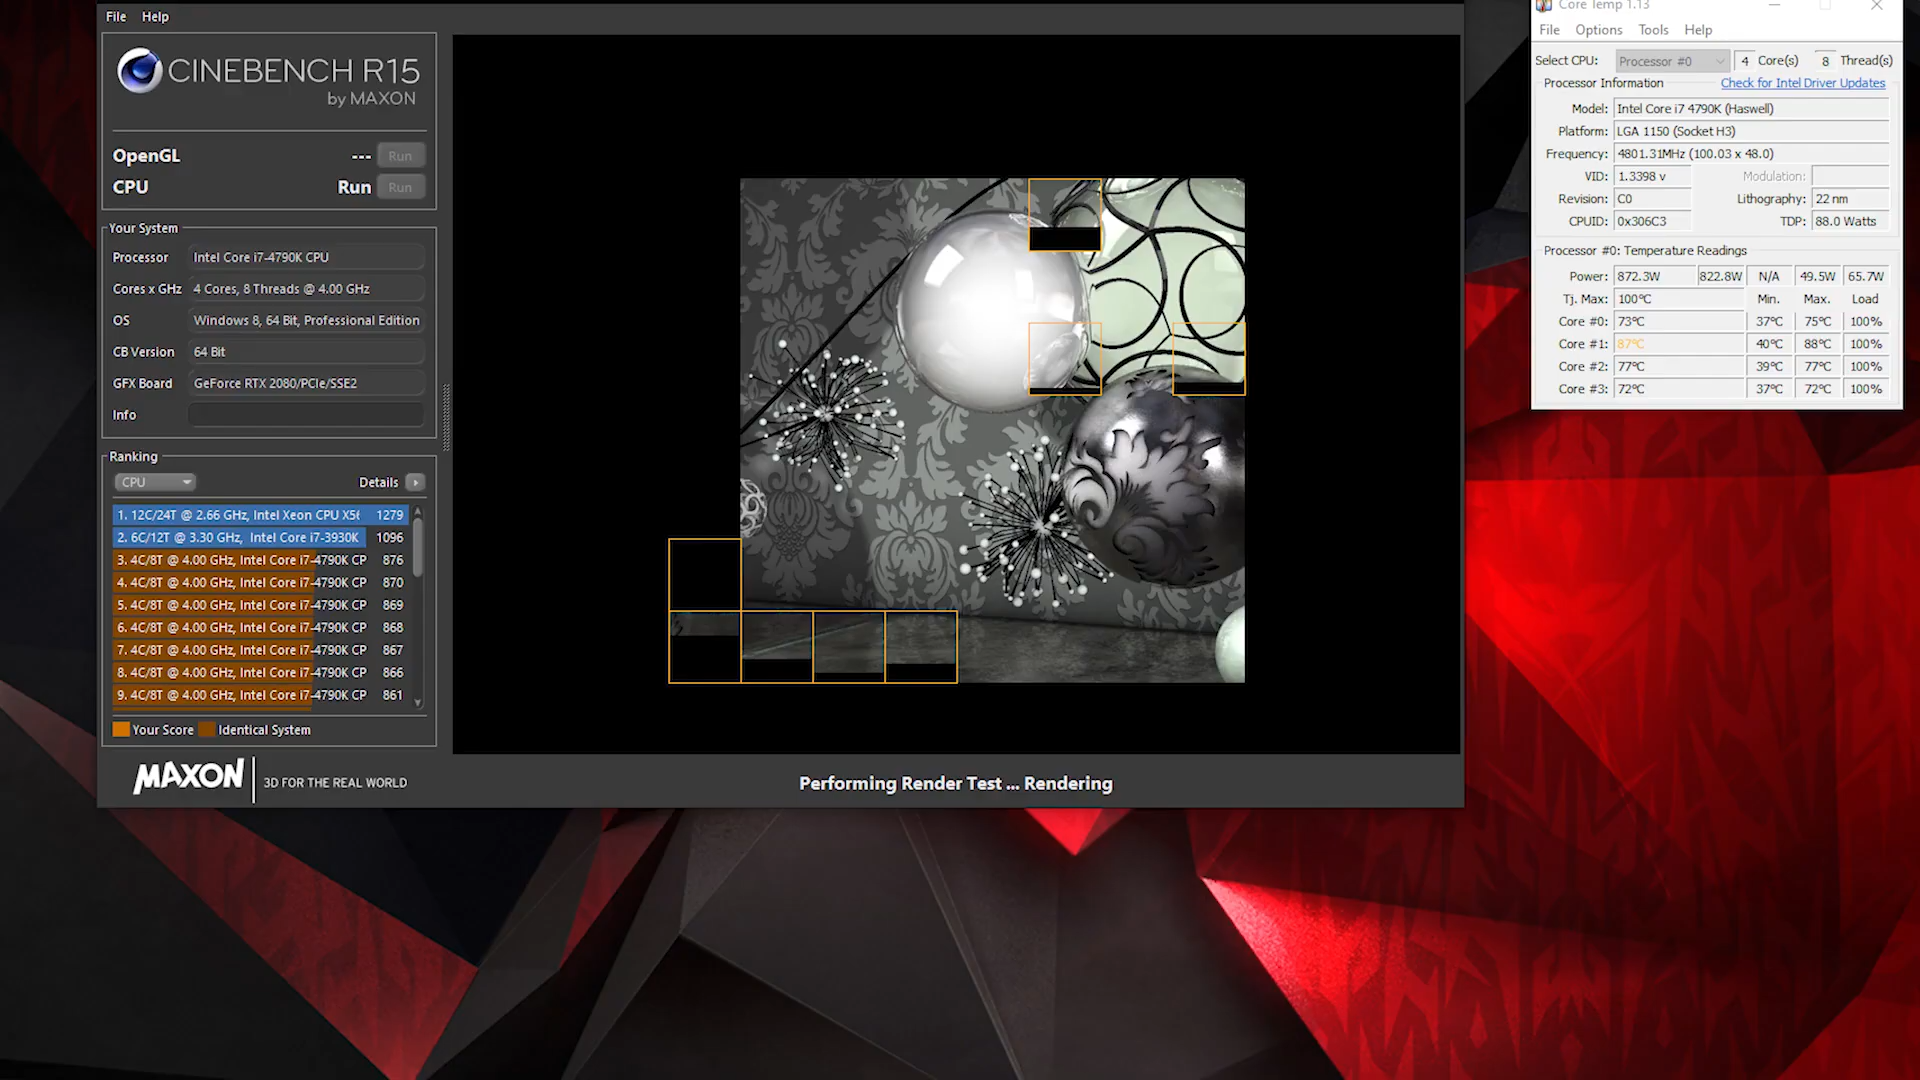 File Help
CINEBENCH R15
by MAXON
OpenGL --- Run
CPU Run Run
Your System
Processor Intel Core i7-4790K CPU
Cores x GHz 4 Cores, 8 Threads @ 4.00 GHz
OS Windows 8, 64 Bit, Professional Edition
CB Version 64 Bit
GFX Board GeForce RTX 2080/PCIe/SSE2
Info
Ranking
CPU Details
1. 12C/24T @ 2.66 GHz, Intel Xeon CPU X5 1279
2. 6C/12T @ 3.30 GHz, Intel Core i7-3930K 1096
3. 4C/8T @ 4.00 GHz, Intel Core i7-4790K CP 876
4. 4C/8T @ 4.00 GHz, Intel Core i7-4790K CP 870
5. 4C/8T @ 4.00 GHz, Intel Core i7-4790K CP 869
6. 4C/8T @ 4.00 GHz, Intel Core i7-4790K CP 868
7. 4C/8T @ 4.00 GHz, Intel Core i7-4790K CP 867
8. 4C/8T @ 4.00 GHz, Intel Core i7-4790K CP 866
9. 4C/8T @ 4.00 GHz, Intel Core i7-4790K CP 861
Your Score Identical System
MAXON 3D FOR THE REAL WORLD
Performing Render Test ... Rendering
Core Temp 1.13
File Options Tools Help
Select CPU: Processor #0 4 Core(s) 8 Thread(s)
Processor Information Check for Intel Driver Updates
Model: Intel Core i7 4790K (Haswell)
Platform: LGA 1150 (Socket H3)
Frequency: 4801.31MHz (100.03 x 48.0)
VID: 1.3398 v Modulation:
Revision: C0 Lithography: 22 nm
CPUID: 0x306C3 TDP: 88.0 Watts
Processor #0: Temperature Readings
Power: 872.3W 822.8W N/A 49.5W 65.7W
Tj. Max: 100°C Min. Max. Load
Core #0: 73°C 37°C 75°C 100%
Core #1: 87°C 40°C 88°C 100%
Core #2: 77°C 39°C 77°C 100%
Core #3: 72°C 37°C 72°C 100%